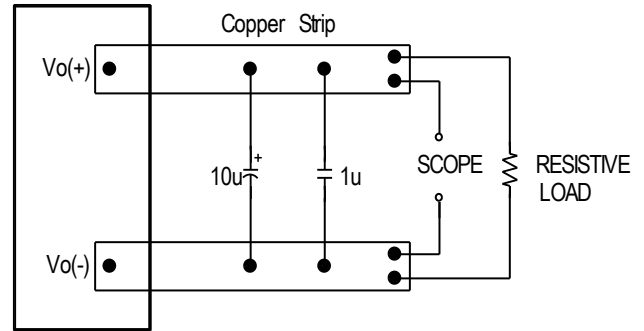 Copper Strip
Vo(+)
10u
+
1u
SCOPE
RESISTIVE
LOAD
Vo(-)